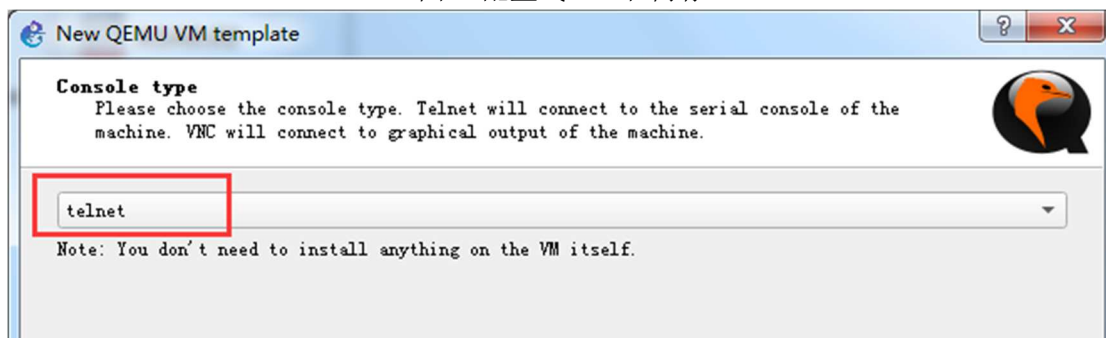 New QEMU VM template
Console type
Please choose the console type. Telnet will connect to the serial console of the
machine. VNC will connect to graphical output of the machine.
telnet
Note: You don't need to install anything on the VM itself.